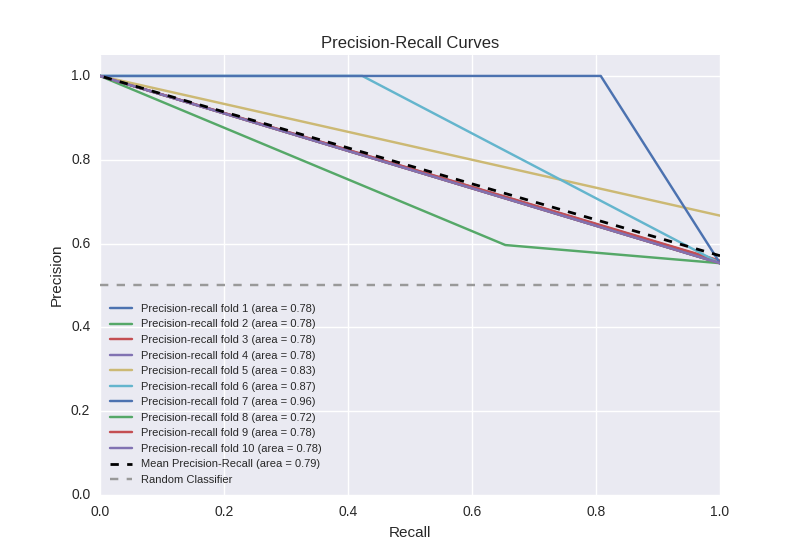 Precision-Recall Curves
1.0
0.8
0.6
0.4
0.2
0.0
Precision
Precision-recall fold 1 (area = 0.78)
Precision-recall fold 2 (area = 0.78)
Precision-recall fold 3 (area = 0.78)
Precision-recall fold 4 (area = 0.78)
Precision-recall fold 5 (area = 0.83)
Precision-recall fold 6 (area = 0.87)
Precision-recall fold 7 (area = 0.96)
Precision-recall fold 8 (area = 0.72)
Precision-recall fold 9 (area = 0.78)
Precision-recall fold 10 (area = 0.78)
Mean Precision-Recall (area = 0.79)
Random Classifier
0.0 0.2 0.4 0.6 0.8 1.0
Recall